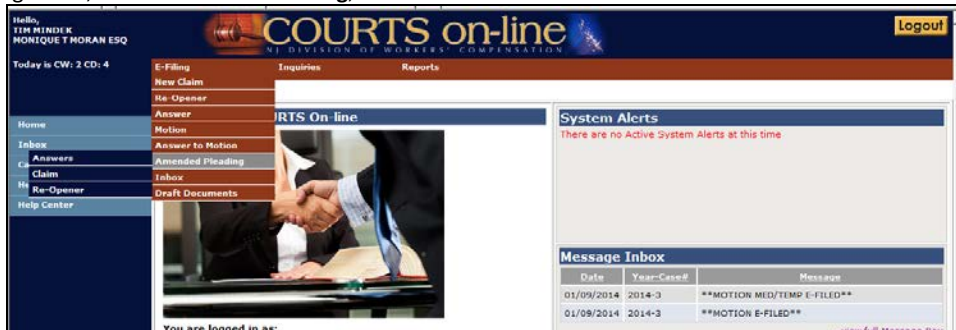 Hello,
TIM MINDEK
MONIQUE T MORAN ESQ
COURTS on-line
NJ DIVISION OF WORKERS' COMPENSATION
Logout
Today is CW: 2 CD: 4
E-Filing Inquiries Reports
New Claim
Re-Opener
Answer
Motion
Answer to Motion
Amended Pleading
Inbox
Draft Documents
Home
Inbox
Answers
Claim
Re-Opener
Help Center
URTS On-line
System Alerts
There are no Active System Alerts at this time
Message Inbox
Date Year-Case# Message
01/09/2014 2014-3 **MOTION MED/TEMP E-FILED**
01/09/2014 2014-3 **MOTION E-FILED**
You are logged in as: